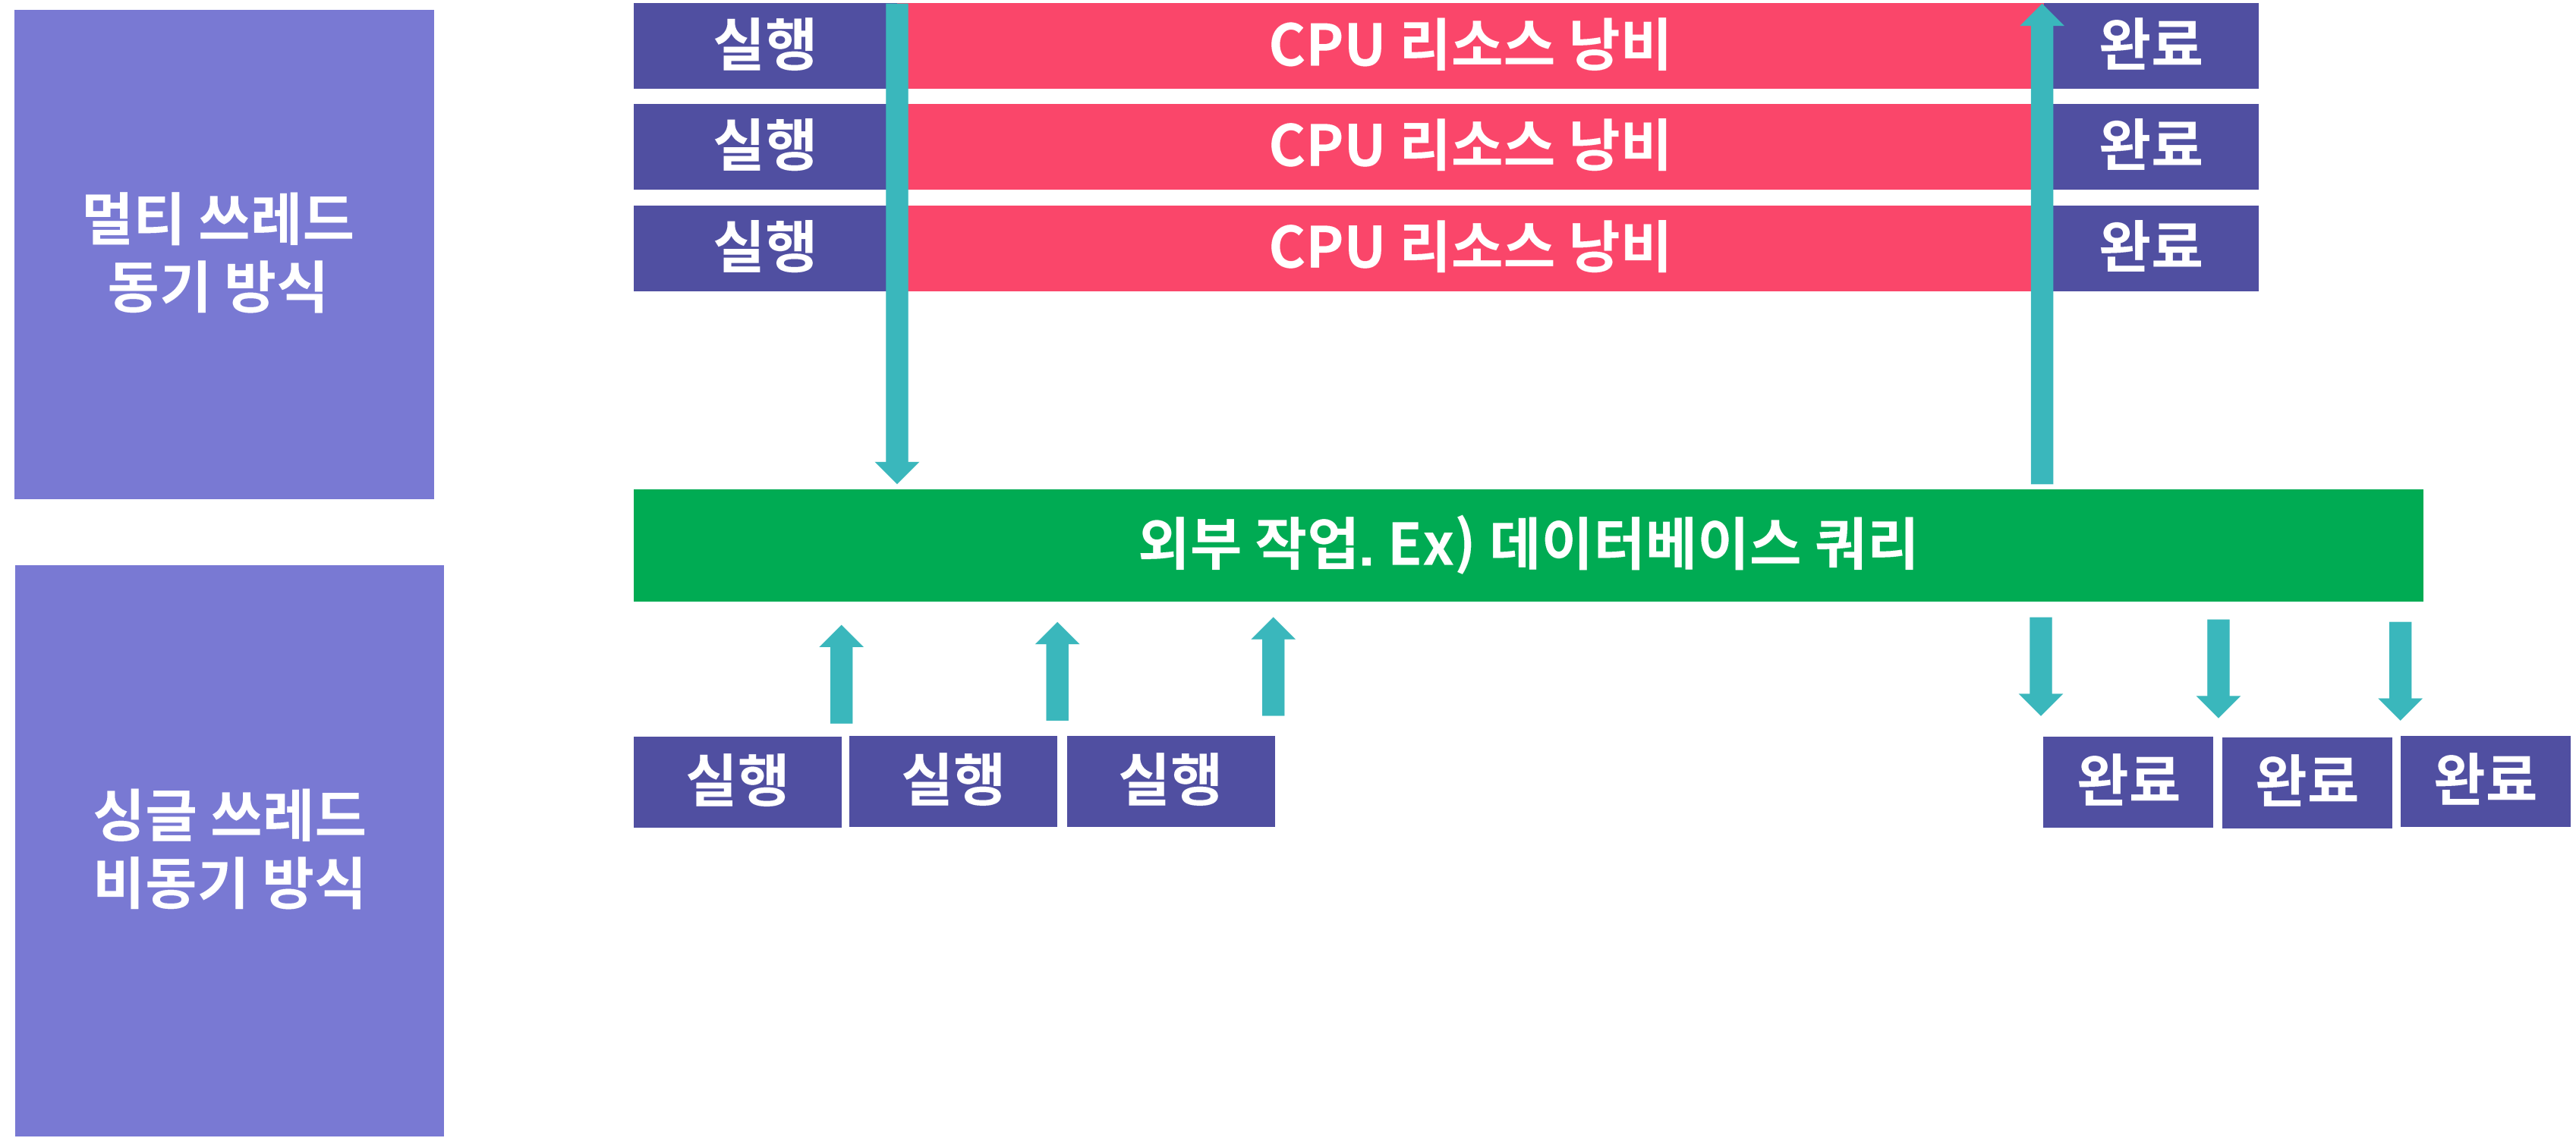 실행 CPU 리소스 낭비 완료
실행 CPU 리소스 낭비 완료
실행 CPU 리소스 낭비 완료
멀티 쓰레드
동기 방식
외부 작업. Ex) 데이터베이스 쿼리
실행 실행 실행 완료 완료 완료
싱글 쓰레드
비동기 방식